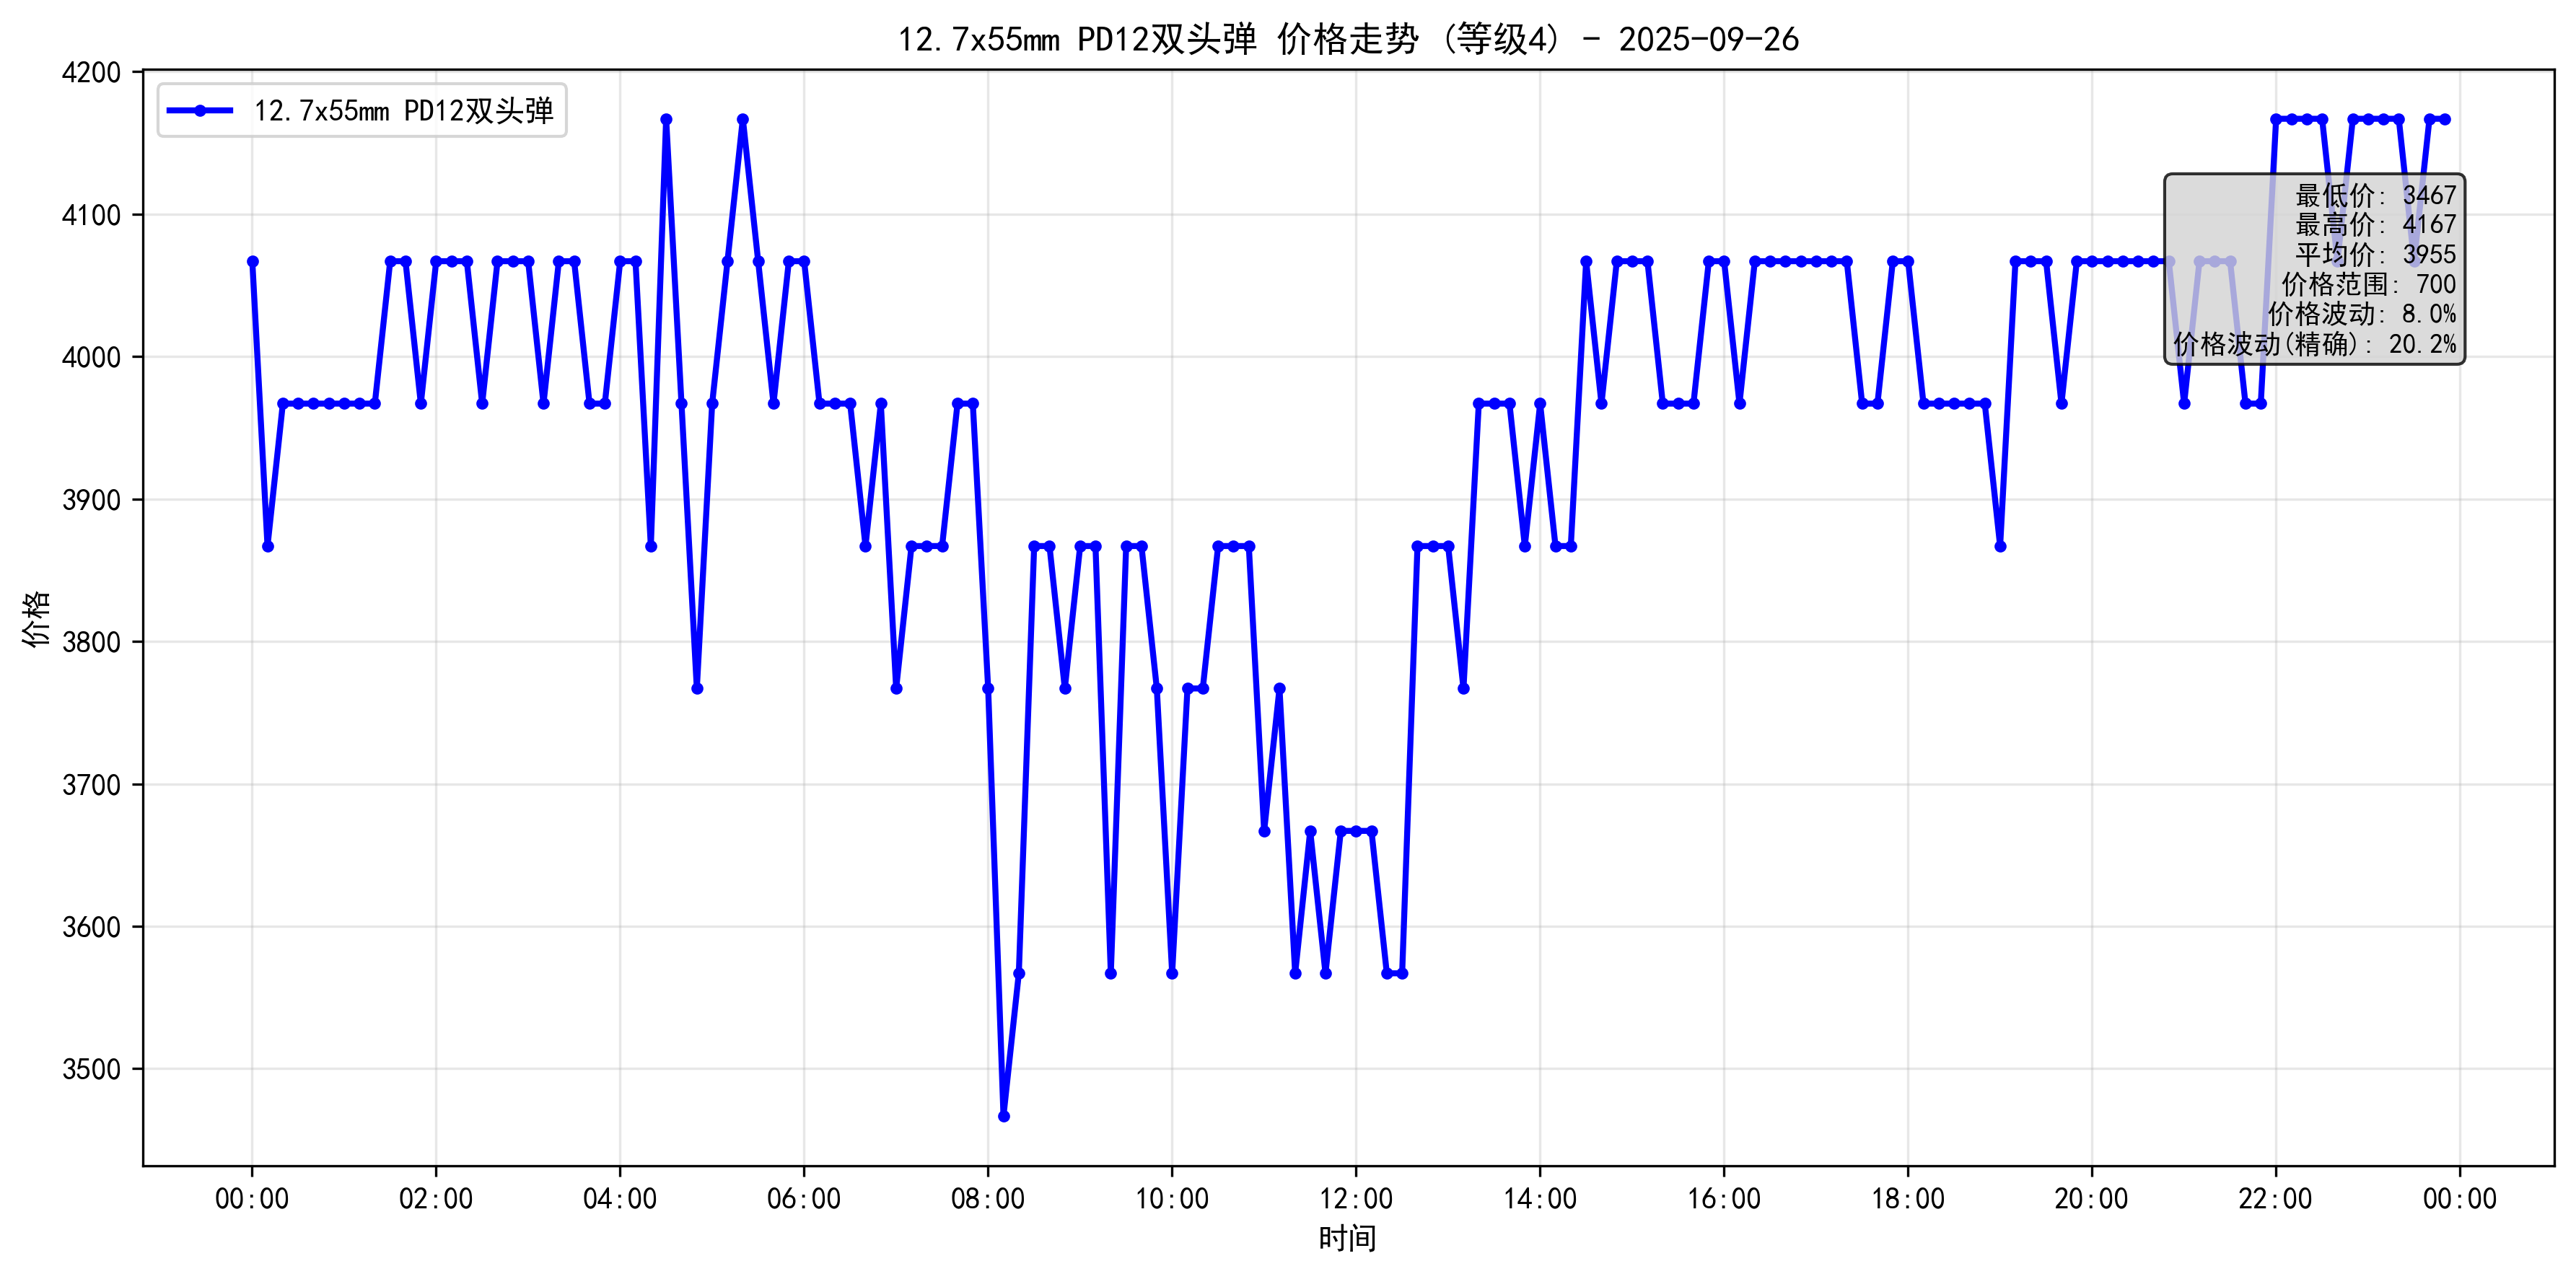 12.7x55mm PD12双头弹 价格走势 (等级4) - 2025-09-26
12.7x55mm PD12双头弹
最低价: 3467
最高价: 4167
平均价: 3955
价格范围: 700
价格波动: 8.0%
价格波动(精确): 20.2%
价格
4200
4100
4000
3900
3800
3700
3600
3500
00:00 02:00 04:00 06:00 08:00 10:00 12:00 14:00 16:00 18:00 20:00 22:00 00:00
时间